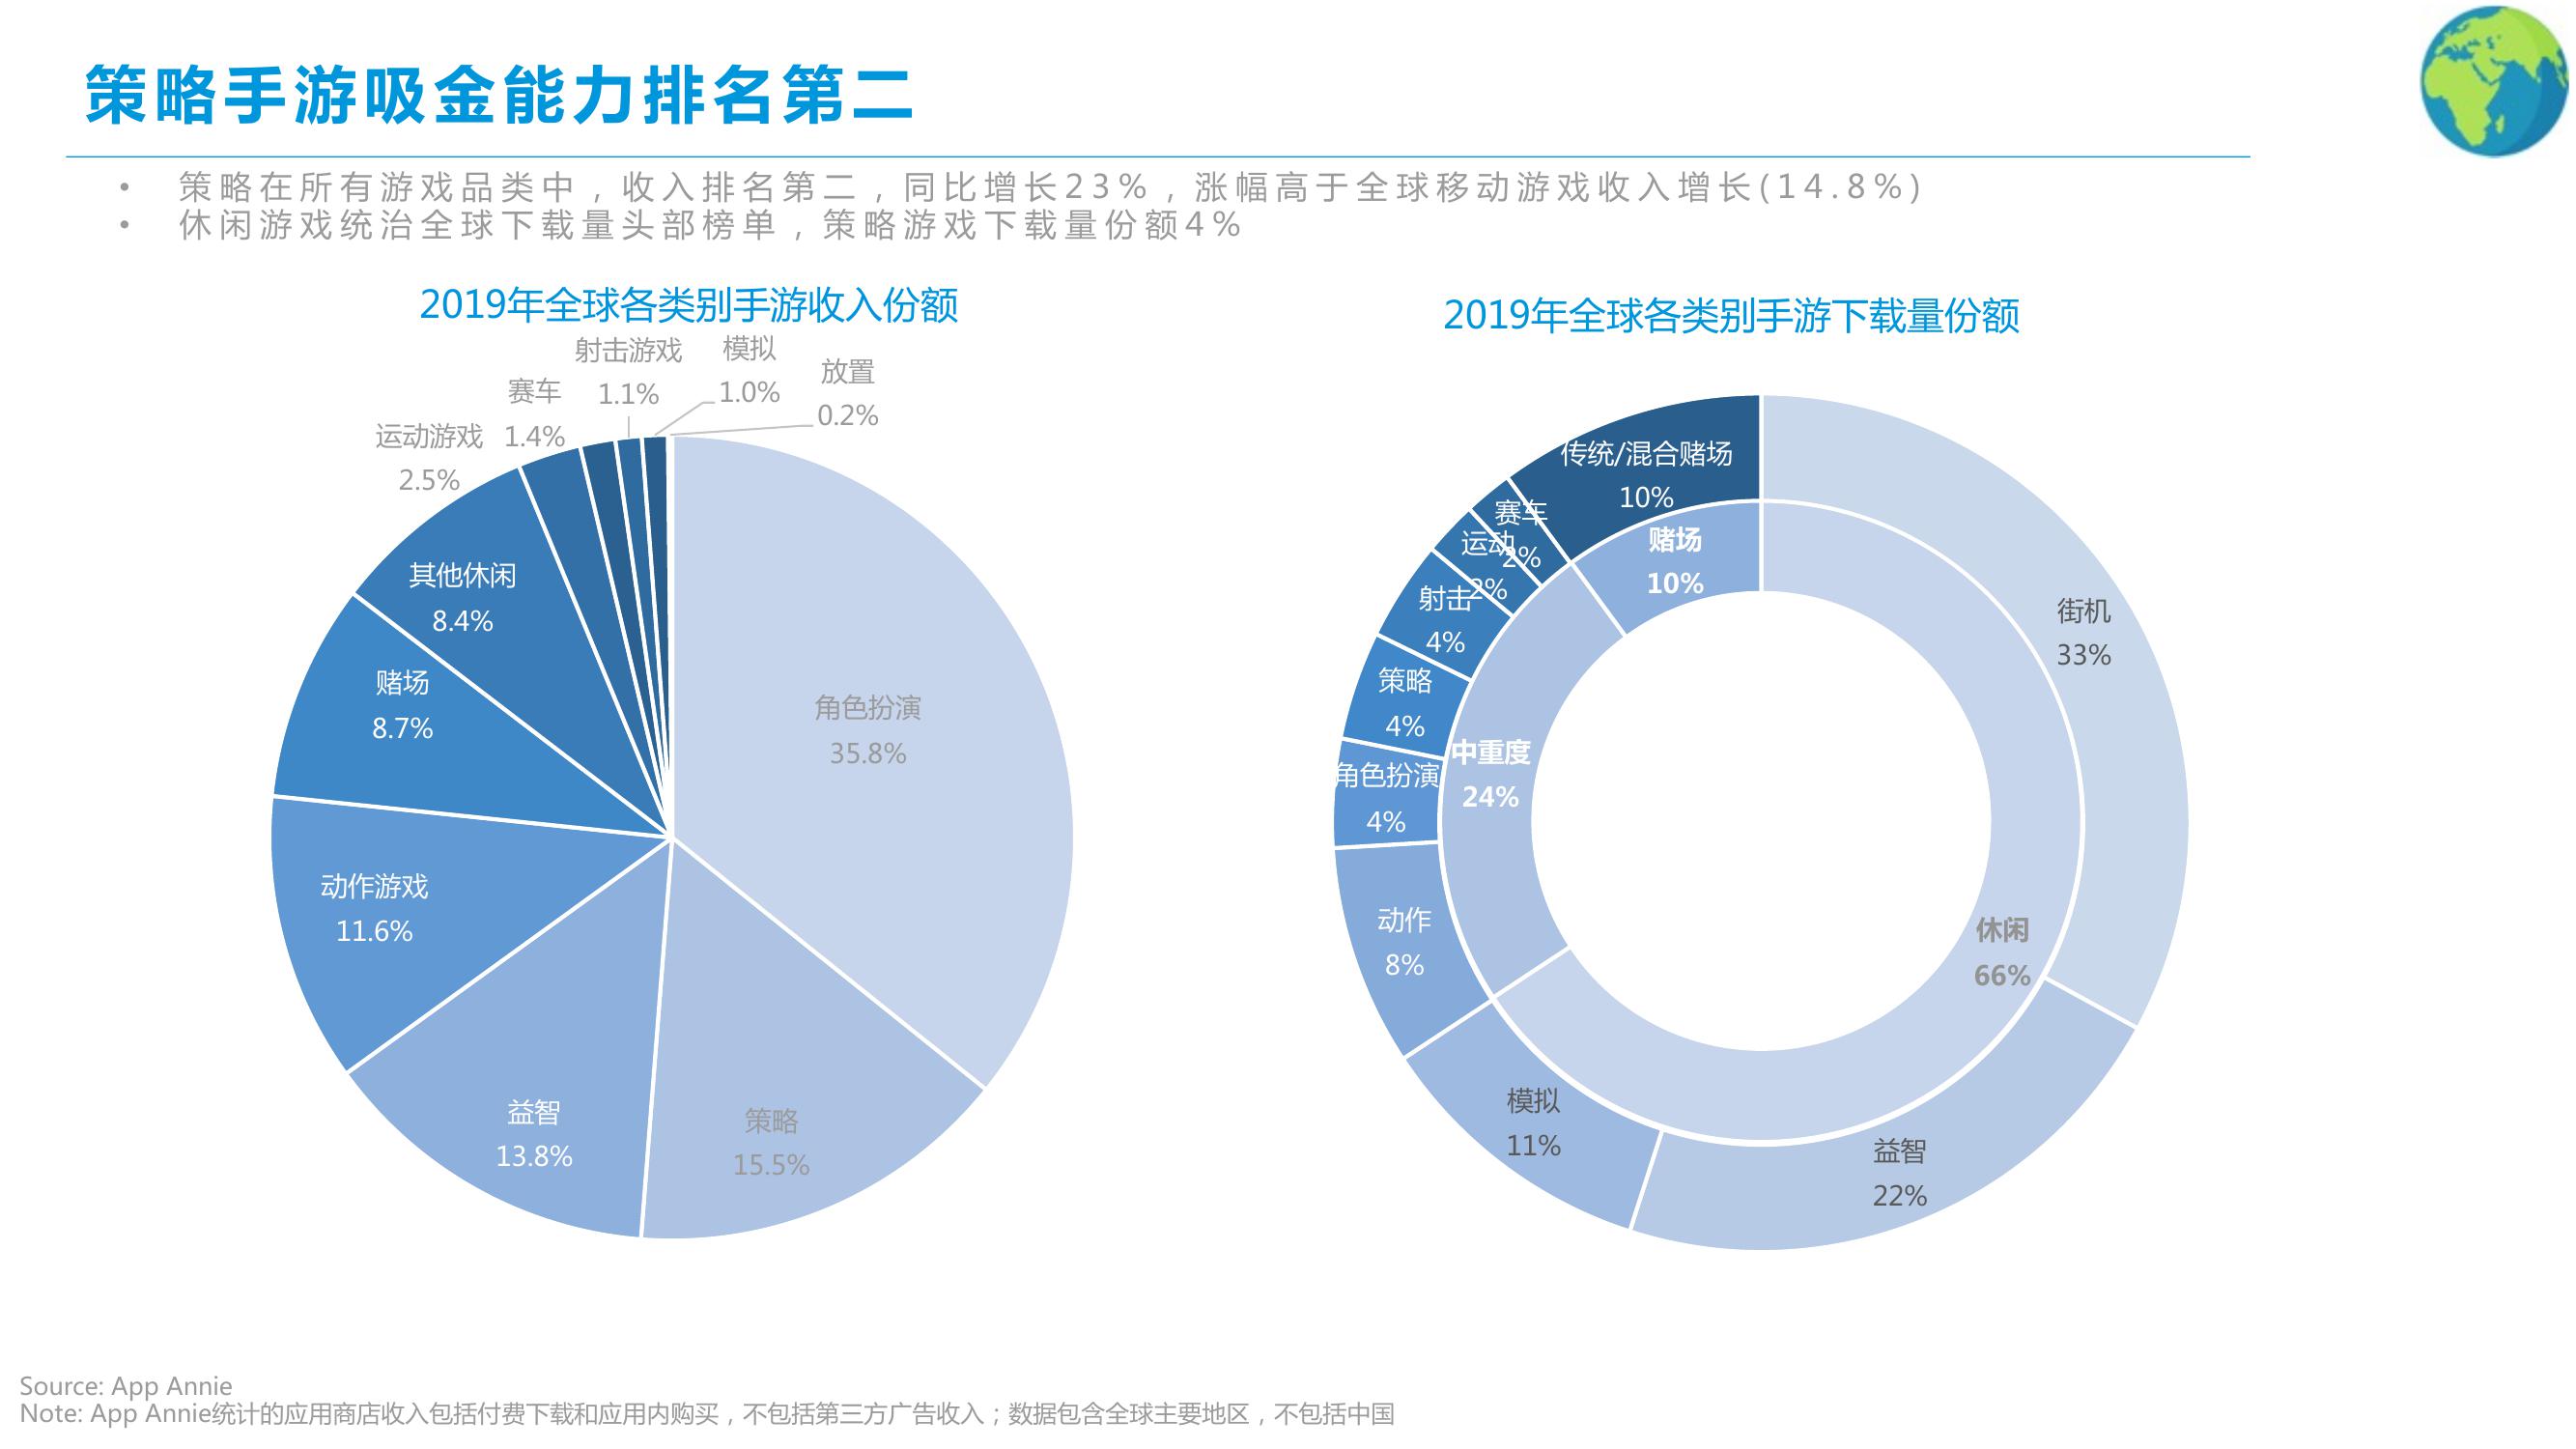 策略手游吸金能力排名第二
• 策略在所有游戏品类中，收入排名第二，同比增长23%，涨幅高于全球移动游戏收入增长(14.8%)
• 休闲游戏统治全球下载量头部榜单，策略游戏下载量份额4%
2019年全球各类别手游收入份额
射击游戏
1.1%
模拟
1.0%
放置
0.2%
赛车
1.4%
运动游戏
2.5%
其他休闲
8.4%
赌场
8.7%
动作游戏
11.6%
益智
13.8%
策略
15.5%
角色扮演
35.8%
2019年全球各类别手游下载量份额
传统/混合赌场
10%
赛车
2%
运动
2%
射击
4%
策略
4%
角色扮演
4%
动作
8%
模拟
11%
益智
22%
街机
33%
赌场
10%
中重度
24%
休闲
66%
Source: App Annie
Note: App Annie统计的应用商店收入包括付费下载和应用内购买，不包括第三方广告收入；数据包含全球主要地区，不包括中国